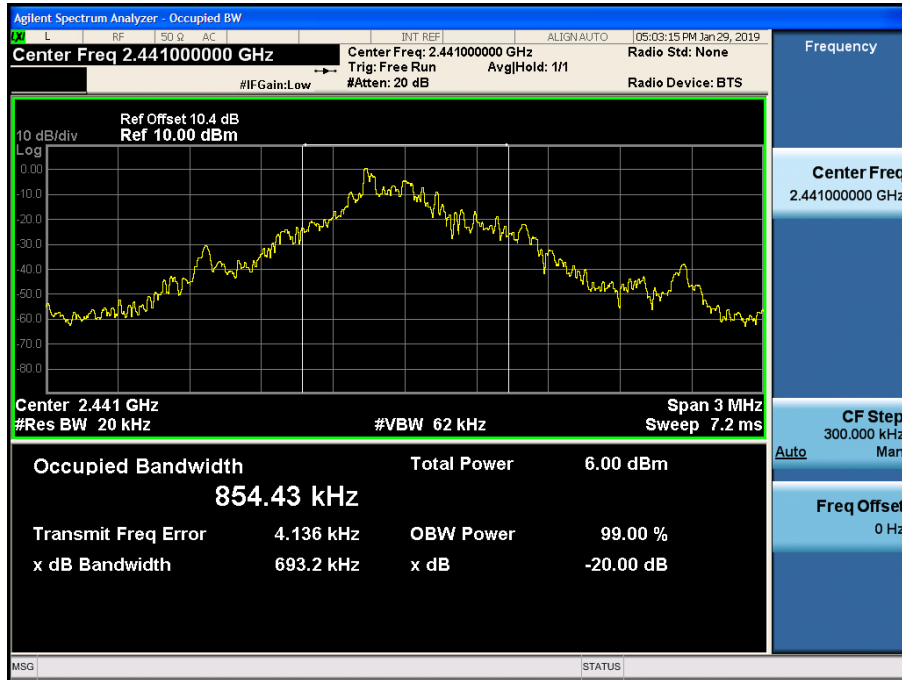 Agilent Spectrum Analyzer - Occupied BW
LXI L RF 50 Ω AC INT REF ALIGN AUTO 05:03:15 PM Jan 29, 2019
Center Freq 2.441000000 GHz
Center Freq: 2.441000000 GHz
Radio Std: None
Trig: Free Run Avg|Hold: 1/1
#IFGain:Low
#Atten: 20 dB
Radio Device: BTS
Frequency
Ref Offset 10.4 dB
10 dB/div Ref 10.00 dBm
Log
0.00
-10.0
-20.0
-30.0
-40.0
-50.0
-60.0
-70.0
-80.0
Center Freq
2.441000000 GHz
Center 2.441 GHz Span 3 MHz
#Res BW 20 kHz #VBW 62 kHz Sweep 7.2 ms
CF Step
300.000 kHz
Auto Man
Occupied Bandwidth Total Power 6.00 dBm
854.43 kHz
Transmit Freq Error 4.136 kHz OBW Power 99.00 %
x dB Bandwidth 693.2 kHz x dB -20.00 dB
Freq Offset
0 Hz
MSG STATUS